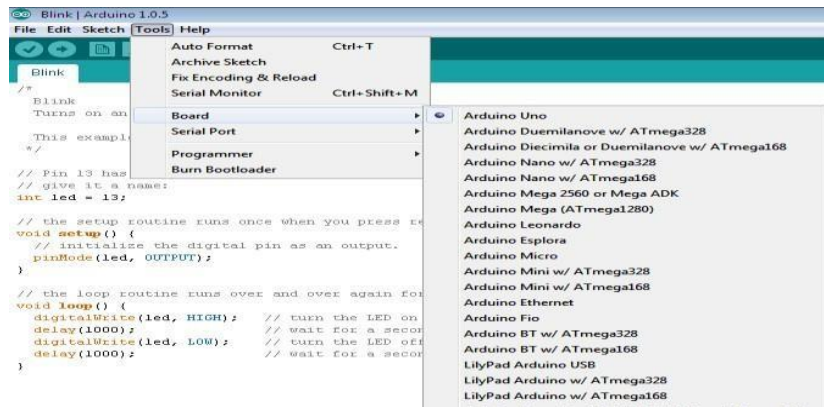 Blink | Arduino 1.0.5
File Edit Sketch Tools Help
Auto Format Ctrl+T
Archive Sketch
Fix Encoding & Reload
Serial Monitor Ctrl+Shift+M
Board
Serial Port
Programmer
Burn Bootloader
Arduino Uno
Arduino Duemilanove w/ ATmega328
Arduino Diecimila or Duemilanove w/ ATmega168
Arduino Nano w/ ATmega328
Arduino Nano w/ ATmega168
Arduino Mega 2560 or Mega ADK
Arduino Mega (ATmega1280)
Arduino Leonardo
Arduino Esplora
Arduino Micro
Arduino Mini w/ ATmega328
Arduino Mini w/ ATmega168
Arduino Ethernet
Arduino Fio
Arduino BT w/ ATmega328
Arduino BT w/ ATmega168
LilyPad Arduino USB
LilyPad Arduino w/ ATmega328
LilyPad Arduino w/ ATmega168
Blink
/*
Blink
Turns on an
This exampl
*/
// Pin 13 has
// give it a name:
int led = 13;
// the setup routine runs once when you press re
void setup() {
// initialize the digital pin as an output.
pinMode(led, OUTPUT);
}
// the loop routine runs over and over again for
void loop() {
digitalWrite(led, HIGH); // turn the LED on
delay(1000); // wait for a secon
digitalWrite(led, LOW); // turn the LED off
delay(1000); // wait for a secon
}